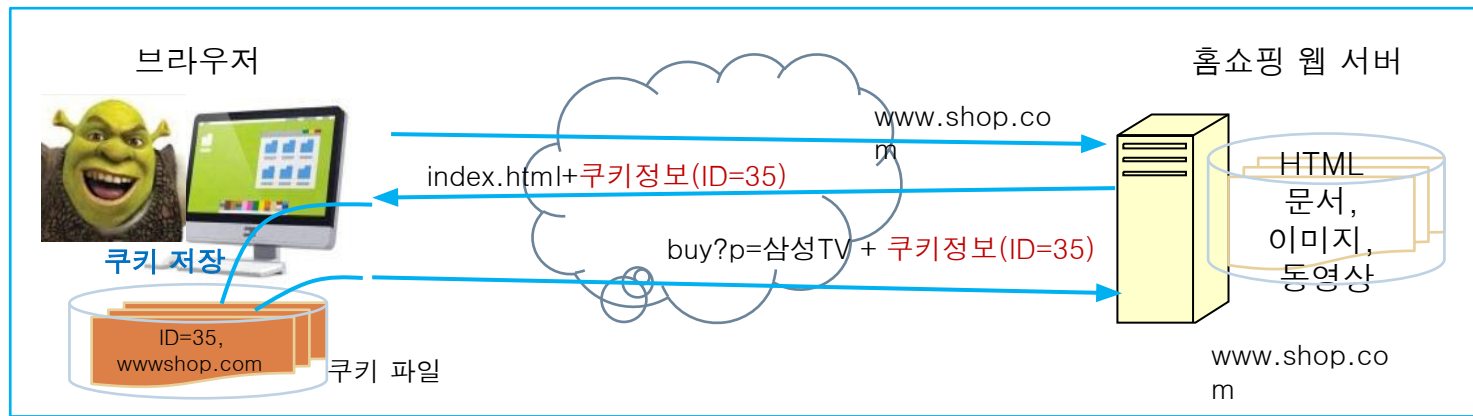 브라우저
홈쇼핑 웹 서버
www.shop.co
m
index.html+쿠키정보(ID=35)
HTML
문서,
이미지,
동영상
buy?p=삼성TV + 쿠키정보(ID=35)
쿠키 저장
ID=35,
wwwshop.com
쿠키 파일
www.shop.co
m